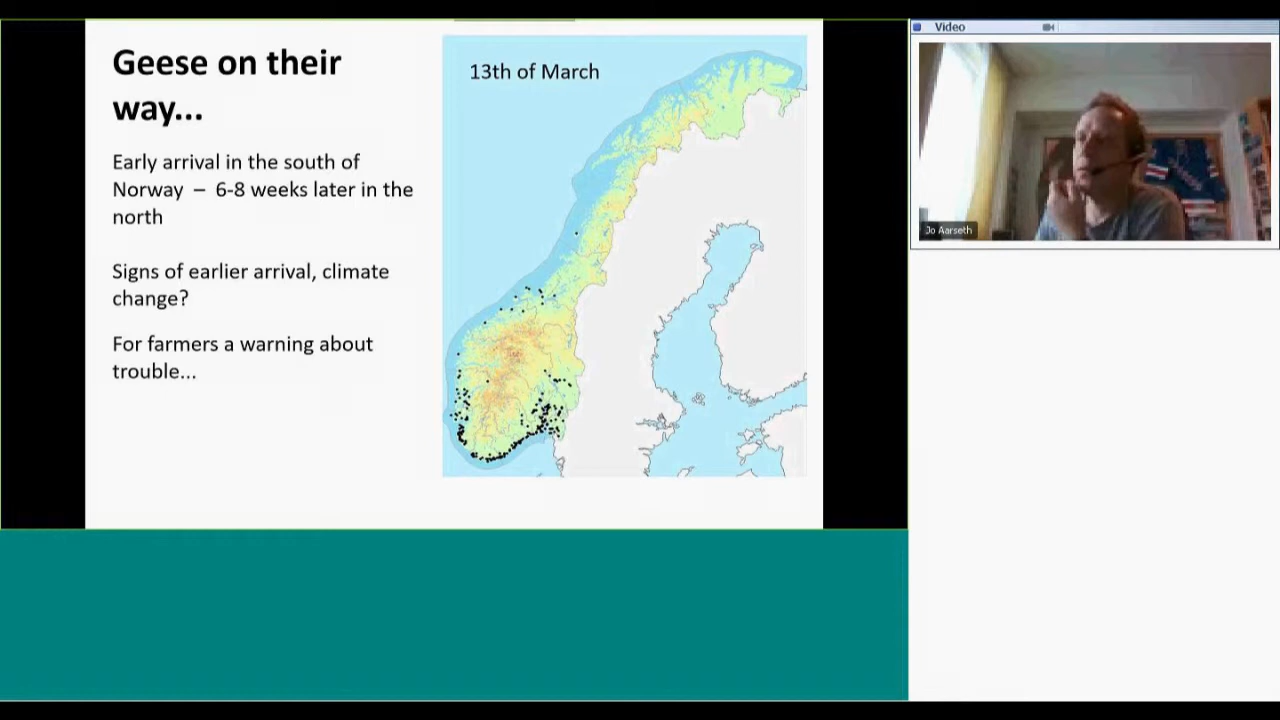 Geese on their
way...
Early arrival in the south of
Norway – 6-8 weeks later in the
north
Signs of earlier arrival, climate
change?
For farmers a warning about
trouble...
13th of March
Video
Jo Aarseth